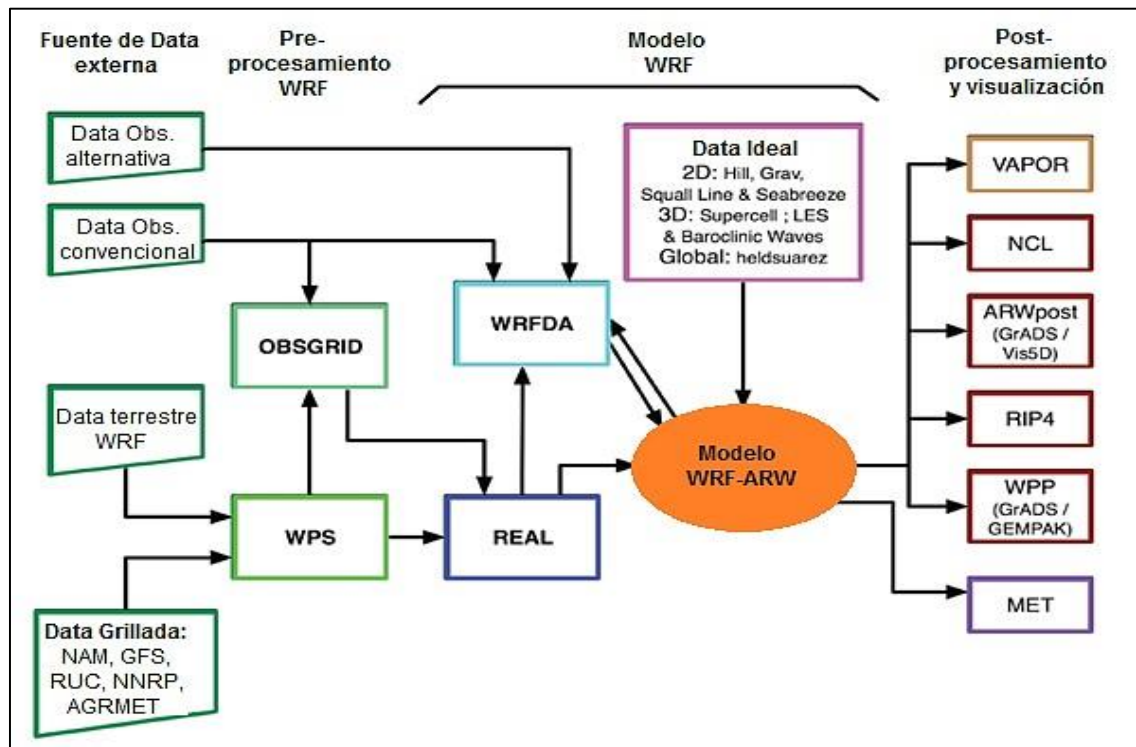 Fuente de Data
externa
Pre-
procesamiento
WRF
Modelo
WRF
Post-
procesamiento
y visualización
Data Obs.
alternativa
Data Obs.
convencional
Data terrestre
WRF
Data Grillada:
NAM, GFS,
RUC, NNRP,
AGRMET
OBSGRID
WPS
REAL
WRFDA
Data Ideal
2D: Hill, Grav,
Squall Line & Seabreeze
3D: Supercell ; LES
& Baroclinic Waves
Global: heldsuarez
Modelo
WRF-ARW
VAPOR
NCL
ARWpost
(GrADS /
Vis5D)
RIP4
WPP
(GrADS /
GEMPAK)
MET